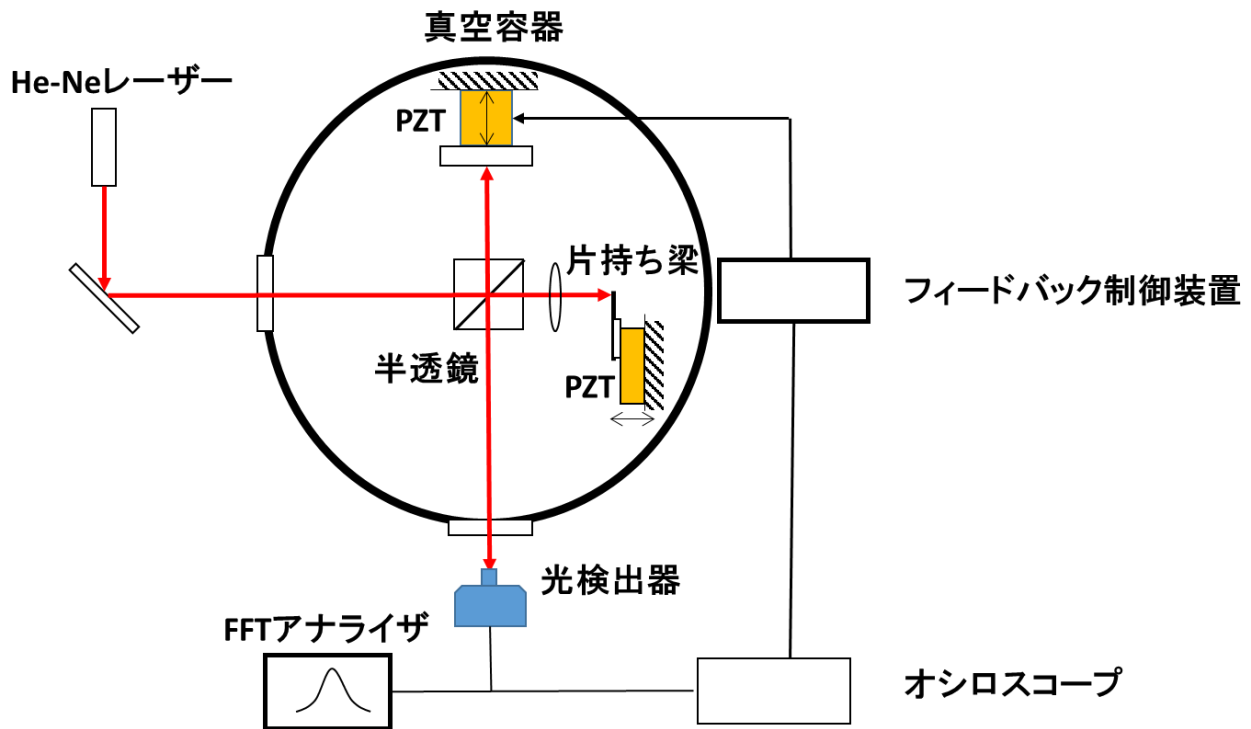 真空容器
He-Neレーザー
PZT
片持ち梁
フィードバック制御装置
半透鏡
PZT
光検出器
FFTアナライザ
オシロスコープ